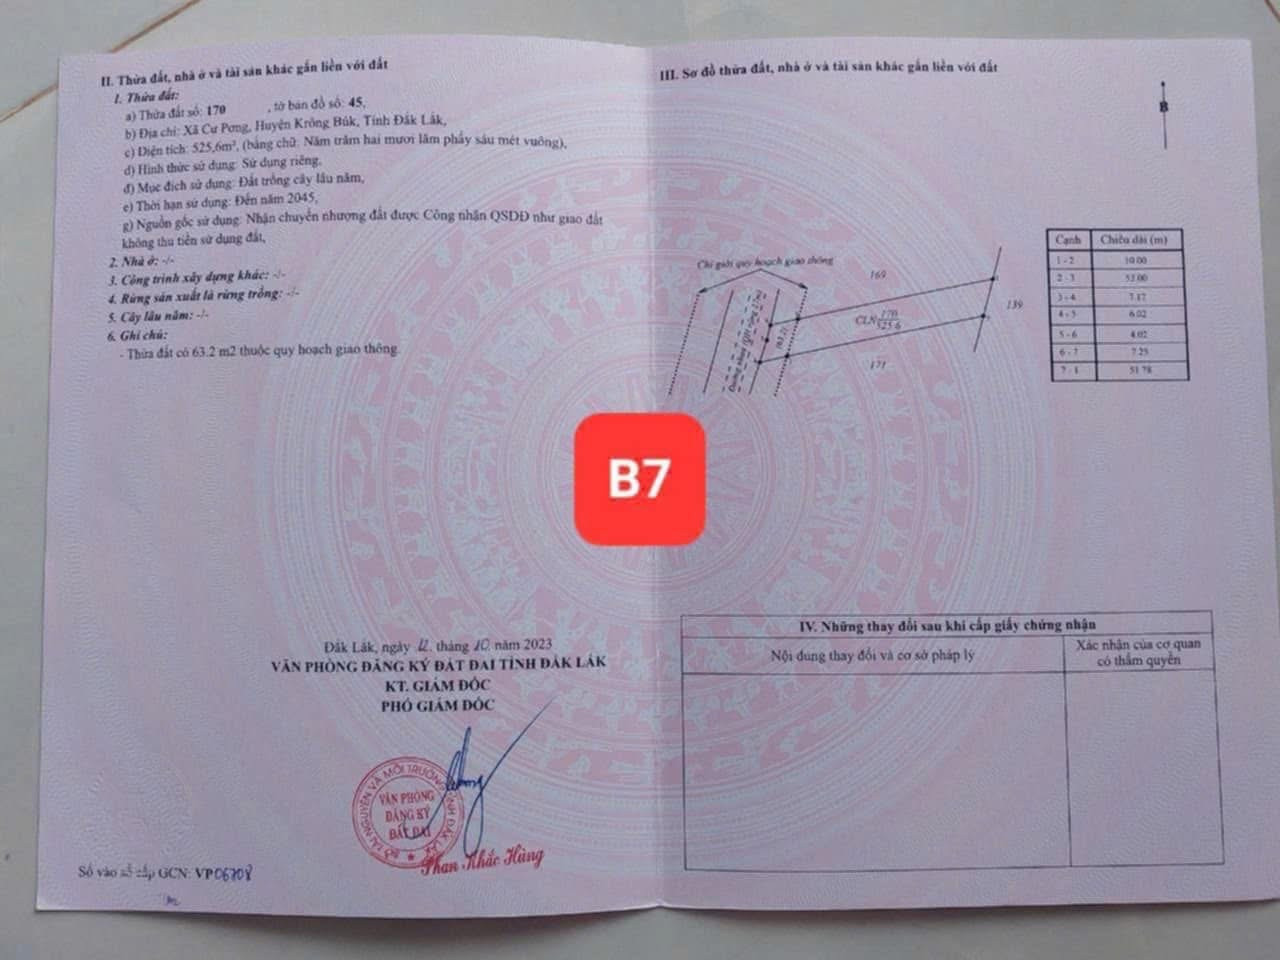 II. Thửa đất, nhà ở và tài sản khác gắn liền với đất
1. Thửa đất:
a) Thửa đất số: 170 , tờ bản đồ số: 45,
b) Địa chỉ: Xã Cư Pơng, Huyện Krông Búk, Tỉnh Đắk Lắk,
c) Diện tích: 525,6m², (bằng chữ: Năm trăm hai mươi lăm phẩy sáu mét vuông),
d) Hình thức sử dụng: Sử dụng riêng,
đ) Mục đích sử dụng: Đất trồng cây lâu năm,
e) Thời hạn sử dụng: Đến năm 2045,
g) Nguồn gốc sử dụng: Nhận chuyển nhượng đất được Công nhận QSDĐ như giao đất
không thu tiền sử dụng đất,
2. Nhà ở: -/-
3. Công trình xây dựng khác: -/-
4. Rừng sản xuất là rừng trồng: -/-
5. Cây lâu năm: -/-
6. Ghi chú:
- Thửa đất có 63.2 m2 thuộc quy hoạch giao thông.
Đắk Lắk, ngày 12 tháng 10 năm 2023
VĂN PHÒNG ĐĂNG KÝ ĐẤT ĐAI TỈNH ĐẮK LẮK
KT. GIÁM ĐỐC
PHÓ GIÁM ĐỐC
SỞ TÀI NGUYÊN VÀ MÔI TRƯỜNG TỈNH ĐẮK LẮK
VĂN PHÒNG
ĐĂNG KÝ
ĐẤT ĐAI
Phan Khắc Hùng
Số vào sổ cấp GCN: VP06708
B7
III. Sơ đồ thửa đất, nhà ở và tài sản khác gắn liền với đất
B
Chỉ giới quy hoạch giao thông
169
139
CLN 170
525.6
(63.2)
171
Cạnh Chiều dài (m)
1 - 2 10.00
2 - 3 53.00
3 - 4 7.17
4 - 5 6.02
5 - 6 4.02
6 - 7 7.25
7 - 1 51.78
IV. Những thay đổi sau khi cấp giấy chứng nhận
Nội dung thay đổi và cơ sở pháp lý
Xác nhận của cơ quan
có thẩm quyền